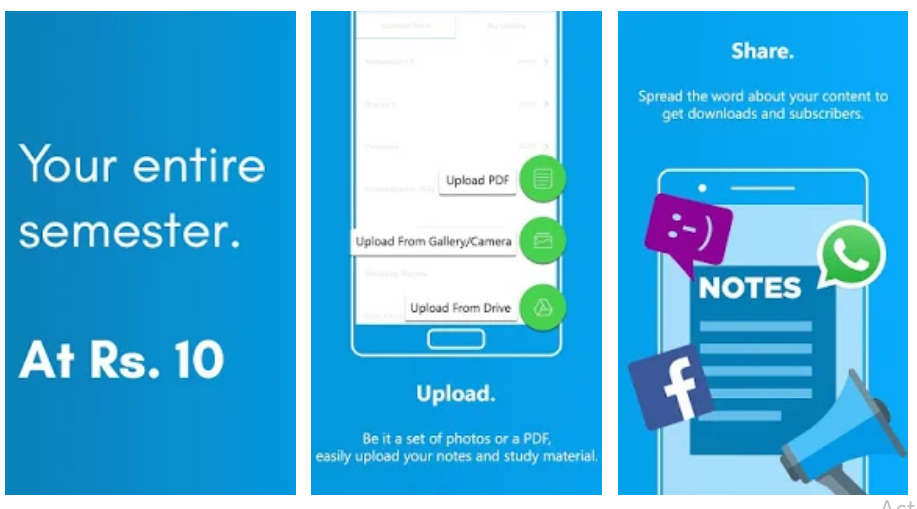 Your entire
semester.
At Rs. 10
Upload PDF
Upload From Gallery/Camera
Upload From Drive
Upload.
Be it a set of photos or a PDF,
easily upload your notes and study material.
Share.
Spread the word about your content to
get downloads and subscribers.
:-)
NOTES
f